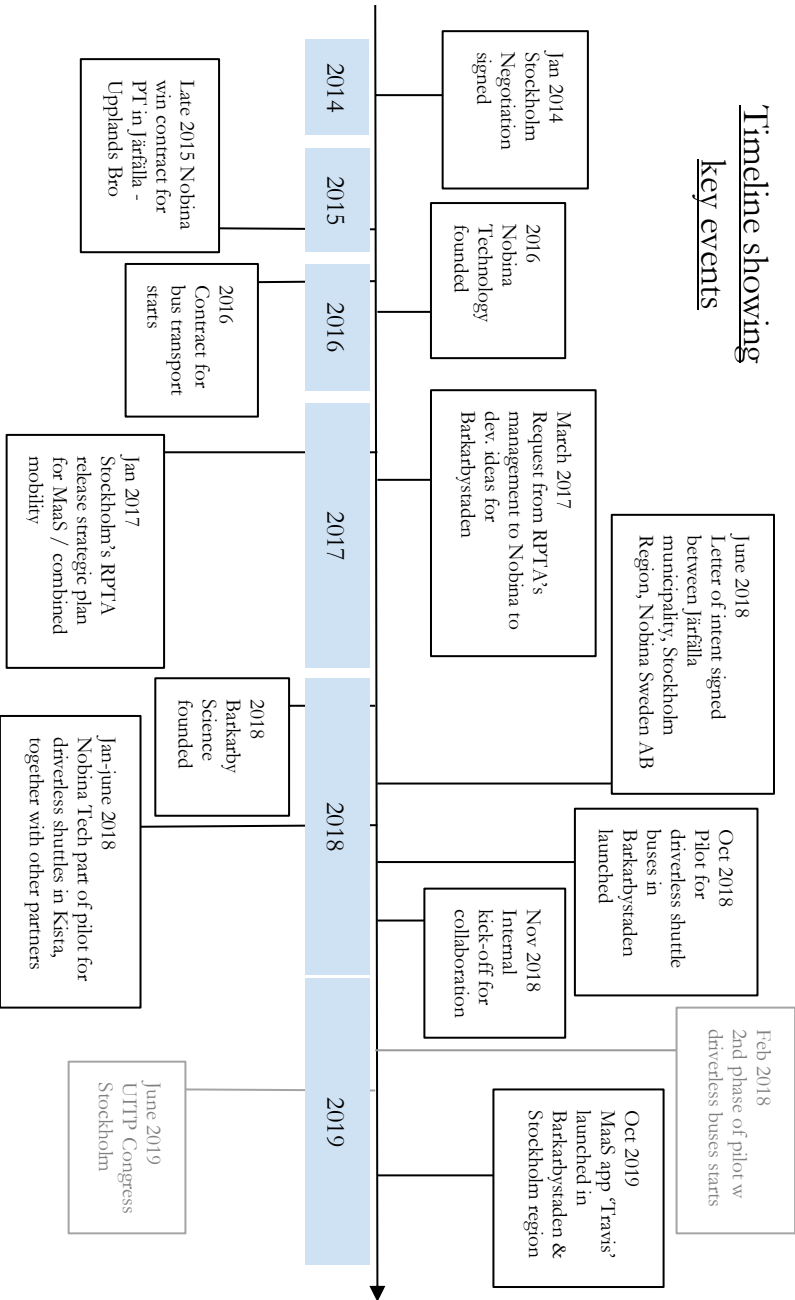 Timeline showing
key events
Jan 2014
Stockholm
Negotiation
signed
2016
Nobina
Technology
founded
March 2017
Request from RPTA's
management to Nobina to
dev. ideas for
Barkarbystaden
June 2018
Letter of intent signed
between Järfälla
municipality, Stockholm
Region, Nobina Sweden AB
Oct 2018
Pilot for
driverless shuttle
buses in
Barkarbystaden
launched
Nov 2018
Internal
kick-off for
collaboration
Feb 2018
2nd phase of pilot w
driverless buses starts
Oct 2019
MaaS app ‘Travis’
launched in
Barkarbystaden &
Stockholm region
2014
2015
2016
2017
2018
2019
Late 2015 Nobina
win contract for
PT in Järfälla -
Upplands Bro
2016
Contract for
bus transport
starts
Jan 2017
Stockholm's RPTA
release strategic plan
for MaaS / combined
mobility
2018
Barkarby
Science
founded
Jan-june 2018
Nobina Tech part of pilot for
driverless shuttles in Kista,
together with other partners
June 2019
UITP Congress
Stockholm